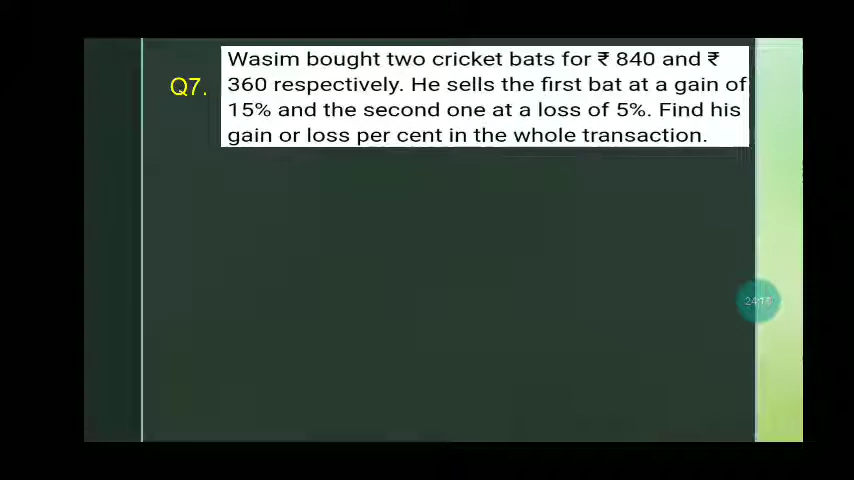 Wasim bought two cricket bats for ₹ 840 and ₹
Q7. 360 respectively. He sells the first bat at a gain of
15% and the second one at a loss of 5%. Find his
gain or loss per cent in the whole transaction.